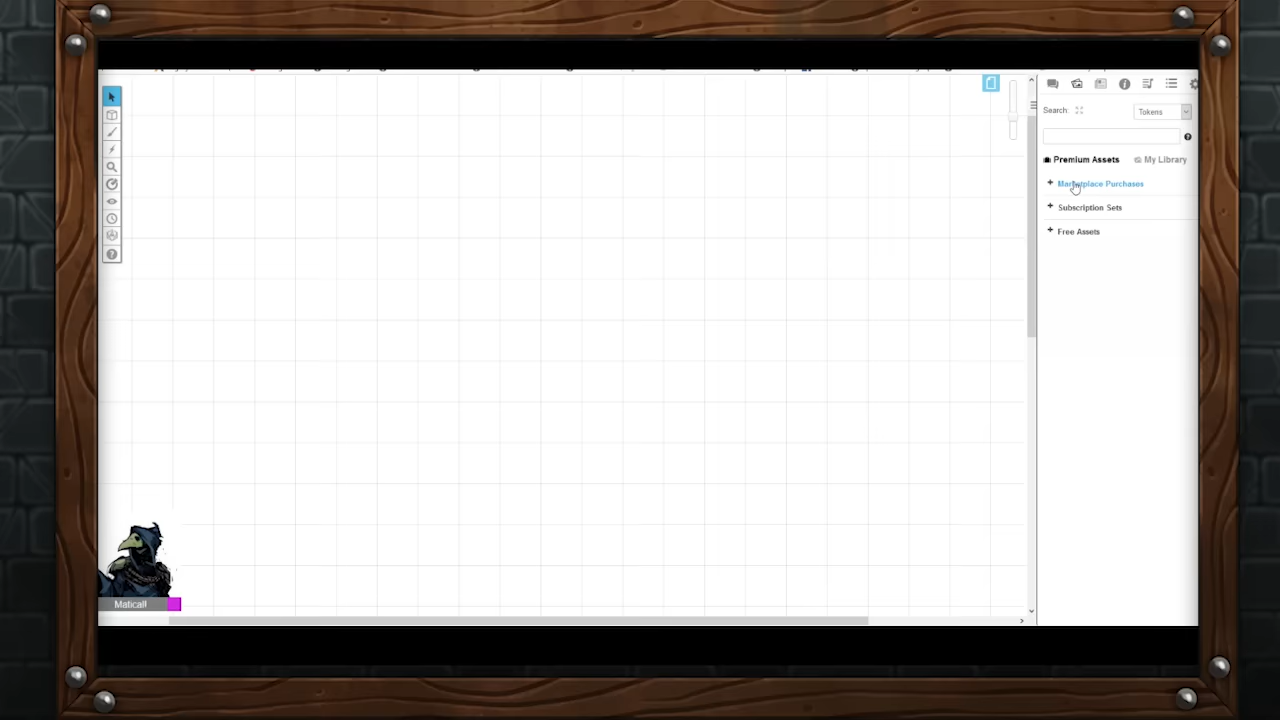 Search:
Tokens
Premium Assets
My Library
Marketplace Purchases
Subscription Sets
Free Assets
Maticall